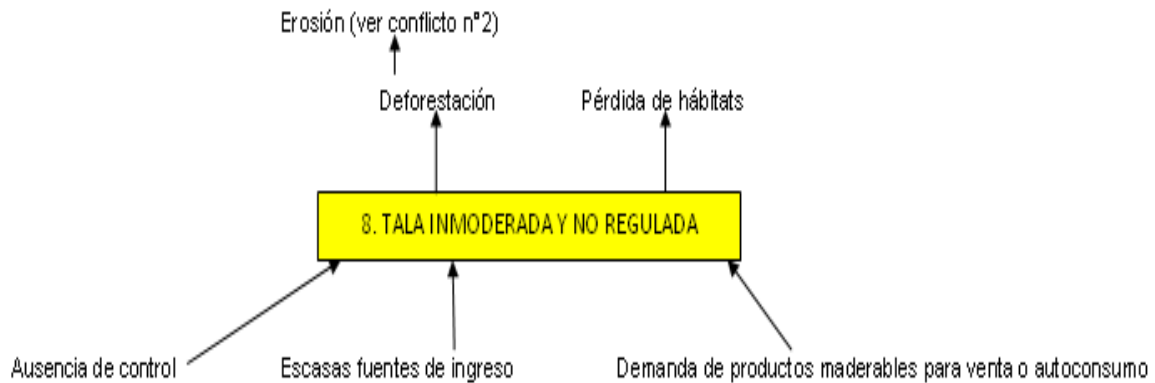 Erosión (ver conflicto nº2)
Deforestación
Pérdida de hábitats
8. TALA INMODERADA Y NO REGULADA
Ausencia de control
Escasas fuentes de ingreso
Demanda de productos maderables para venta o autoconsumo